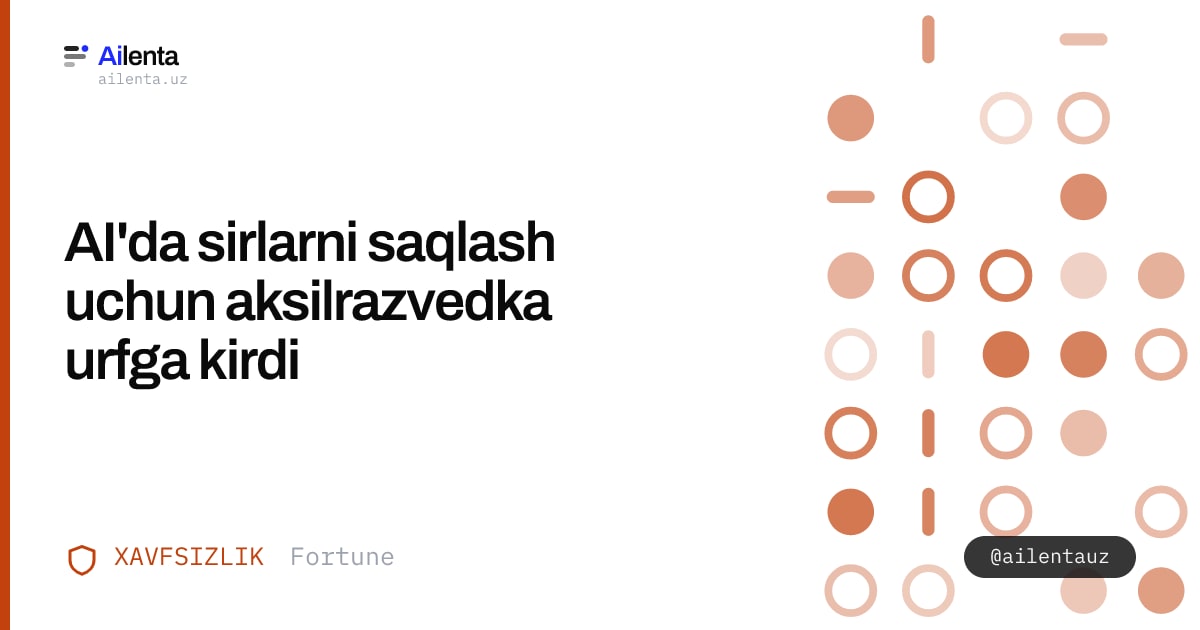 Ailenta
ailenta.uz
AI'da sirlarni saqlash
uchun aksilrazvedka
urfga kirdi
XAVFSIZLIK Fortune
@ailentauz